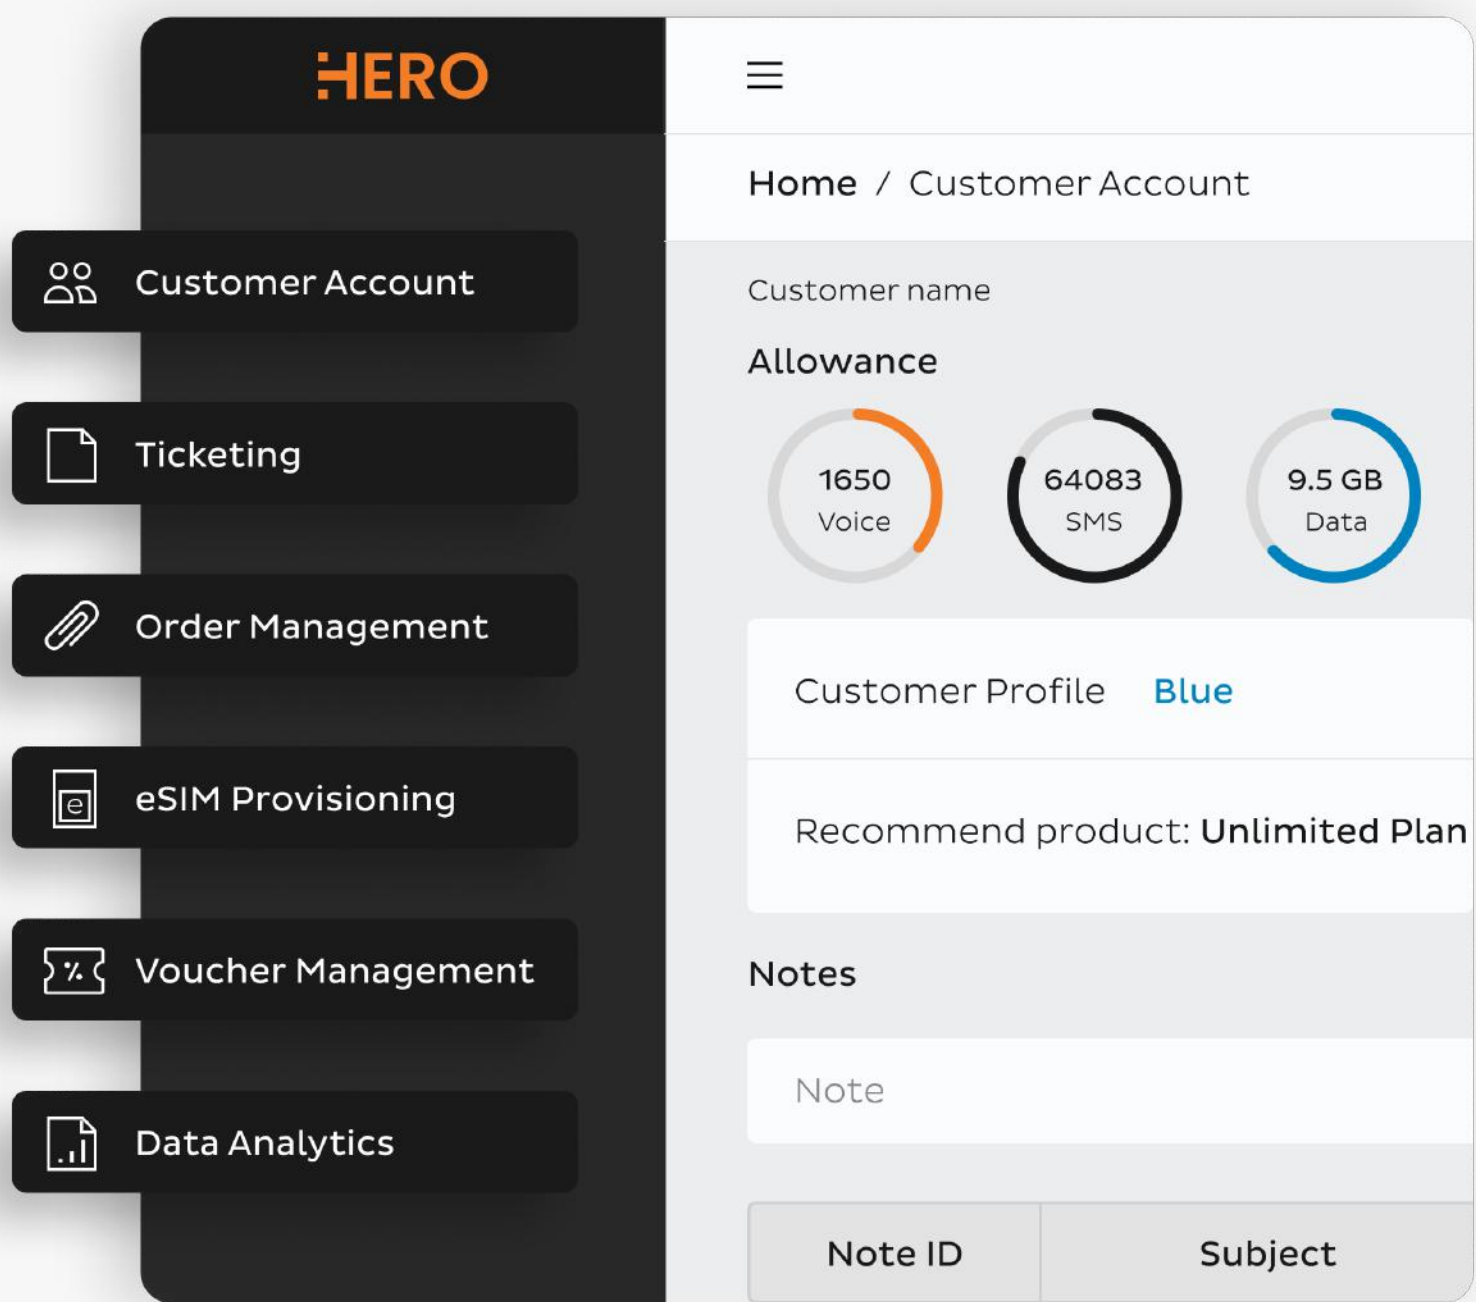 HERO
Customer Account
Ticketing
Order Management
eSIM Provisioning
Voucher Management
Data Analytics
Home / Customer Account
Customer name
Allowance
1650
Voice
64083
SMS
9.5 GB
Data
Customer Profile Blue
Recommend product: Unlimited Plan
Notes
Note
Note ID Subject